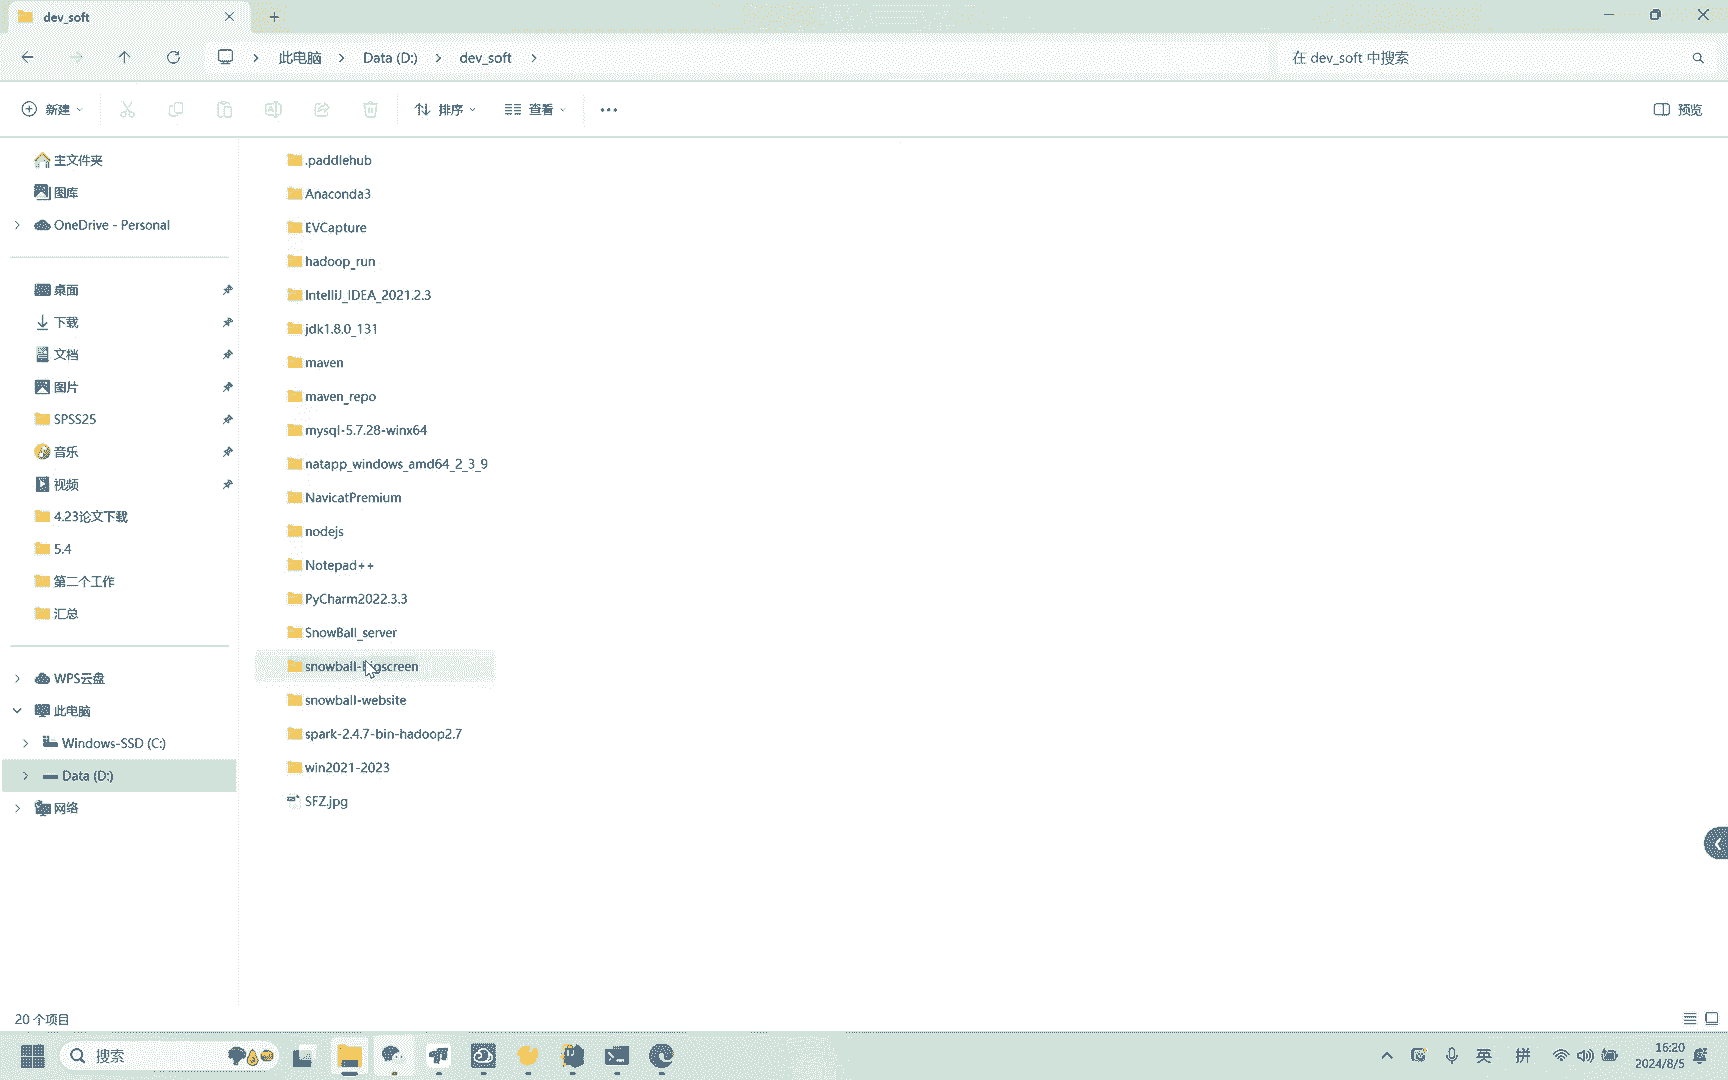 dev_soft
此电脑 Data (D:) dev_soft
在 dev_soft 中搜索
新建 排序 查看 预览
主文件夹
图库
OneDrive - Personal
桌面
下载
文档
图片
SPSS25
音乐
视频
4.23论文下载
5.4
第二个工作
汇总
WPS云盘
此电脑
Windows-SSD (C:)
Data (D:)
网络
.paddlehub
Anaconda3
EVCapture
hadoop_run
IntelliJ_IDEA_2021.2.3
jdk1.8.0_131
maven
maven_repo
mysql-5.7.28-winx64
natapp_windows_amd64_2_3_9
NavicatPremium
nodejs
Notepad++
PyCharm2022.3.3
SnowBall_server
snowball-bigscreen
snowball-website
spark-2.4.7-bin-hadoop2.7
win2021-2023
SFZ.jpg
20 个项目
搜索
英 拼
16:20
2024/8/5